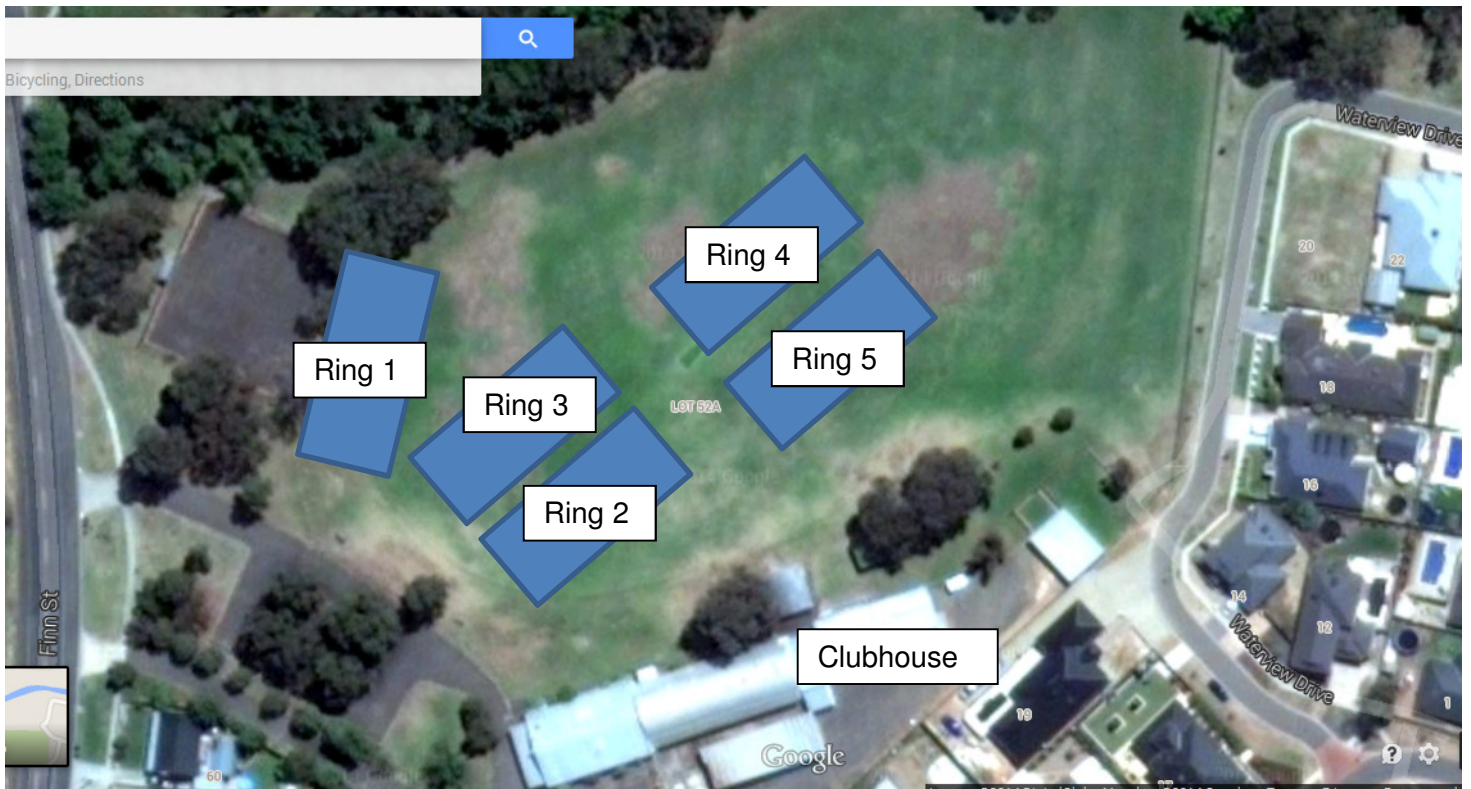 Bicycling, Directions
Waterview Drive
20
22
Ring 4
Ring 5
Ring 1
Ring 3
LOT 52A
18
16
Ring 2
14
12
Finn St
Waterview Drive
Clubhouse
1
19
Google
60